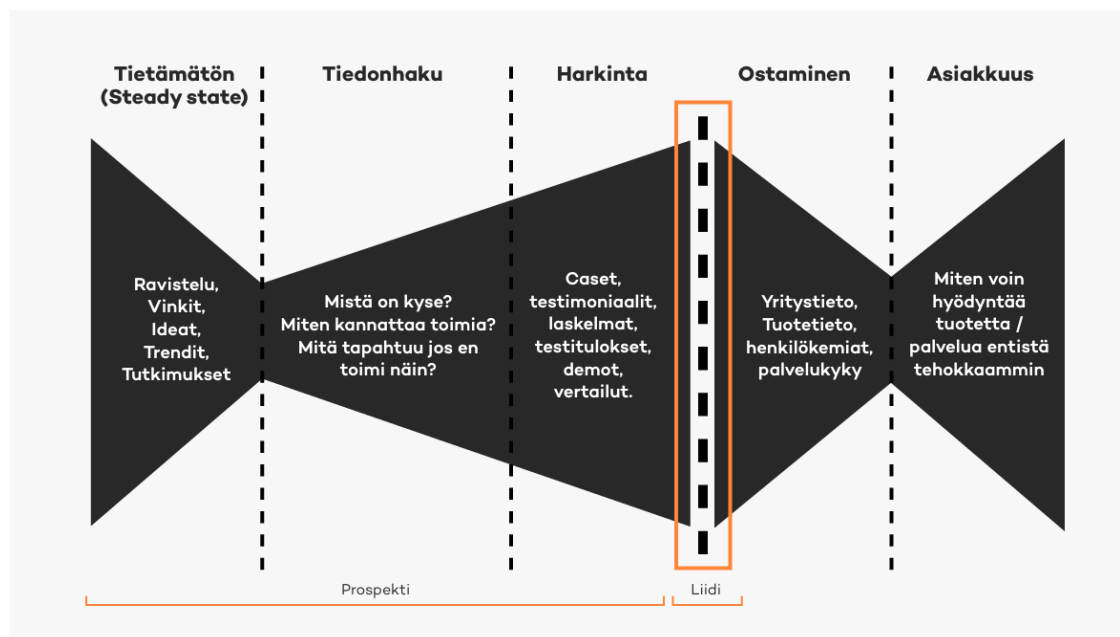 Tietämätön
(Steady state)
Tiedonhaku
Harkinta
Ostaminen
Asiakkuus
Ravistelu,
Vinkit,
Ideat,
Trendit,
Tutkimukset
Mistä on kyse?
Miten kannattaa toimia?
Mitä tapahtuu jos en
toimi näin?
Caset,
testimoniaalit,
laskelmat,
testitulokset,
demot,
vertailut.
Yritystieto,
Tuotetieto,
henkilökemiat,
palvelukyky
Miten voin
hyödyntää
tuotetta /
palvelua entistä
tehokkaammin
Prospekti
Liidi